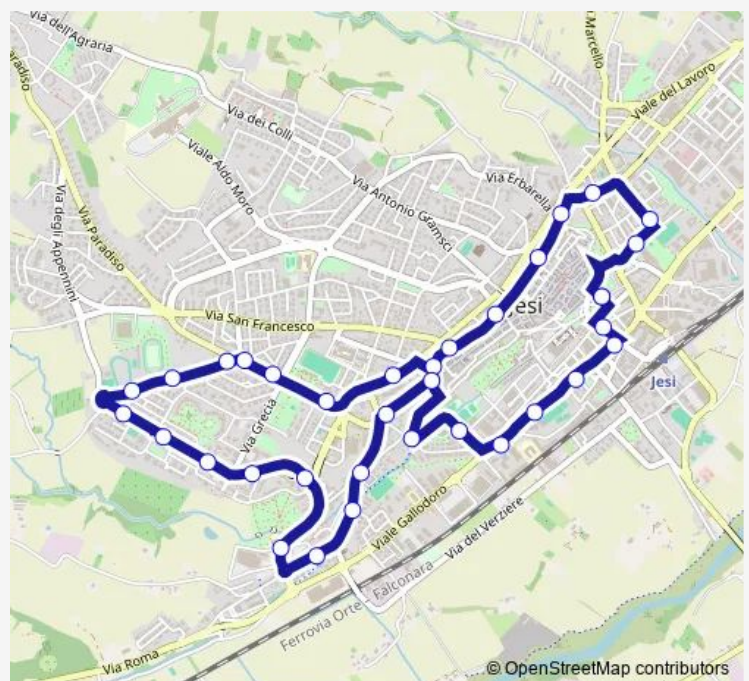 Via dell'Agraria
Marcello
Viale del Lavoro
Via dei Colli
Viale Aldo Moro
Via Erbarella
Via Antonio Gramsci
Via degli Appennini
Via Paradiso
Jesi
Via San Francesco
Jesi
Via Grecia
Viale Gallodoro
Via del Verziere
Ferrovia Orte - Falconara
Via Roma
© OpenStreetMap contributors